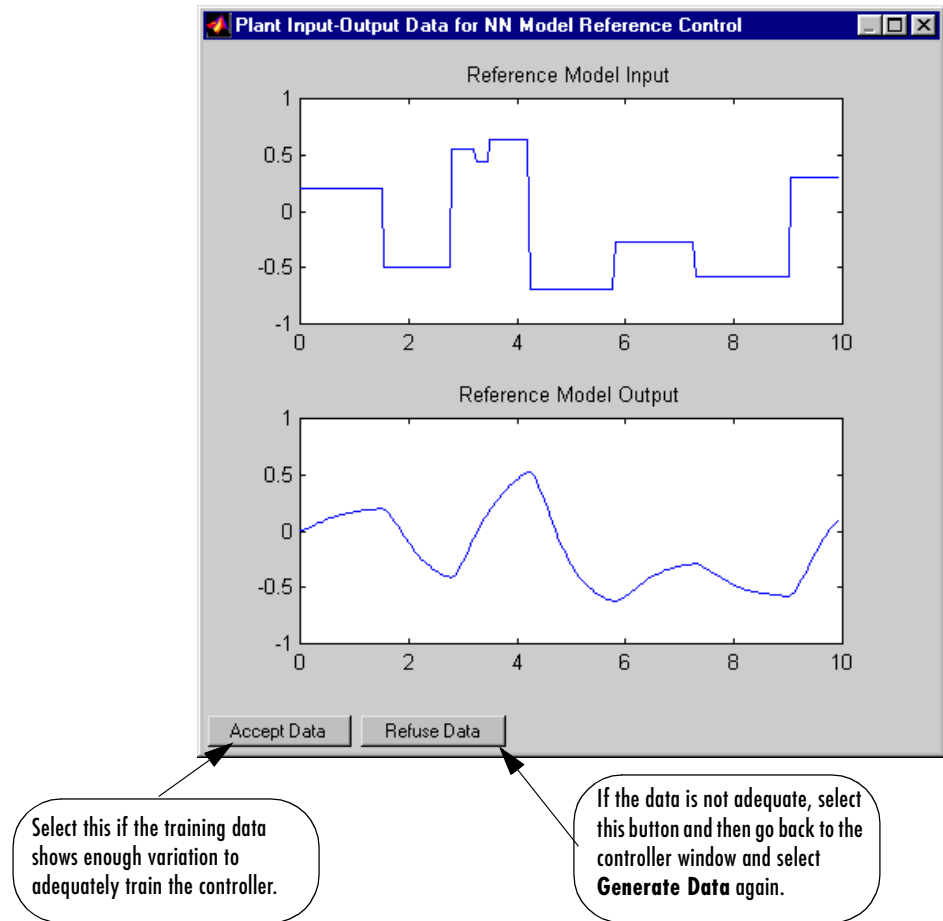 Plant Input-Output Data for NN Model Reference Control
Reference Model Input
1
0.5
0
-0.5
-1
0 2 4 6 8 10
Reference Model Output
1
0.5
0
-0.5
-1
0 2 4 6 8 10
Accept Data Refuse Data
Select this if the training data
shows enough variation to
adequately train the controller.
If the data is not adequate, select
this button and then go back to the
controller window and select
Generate Data again.